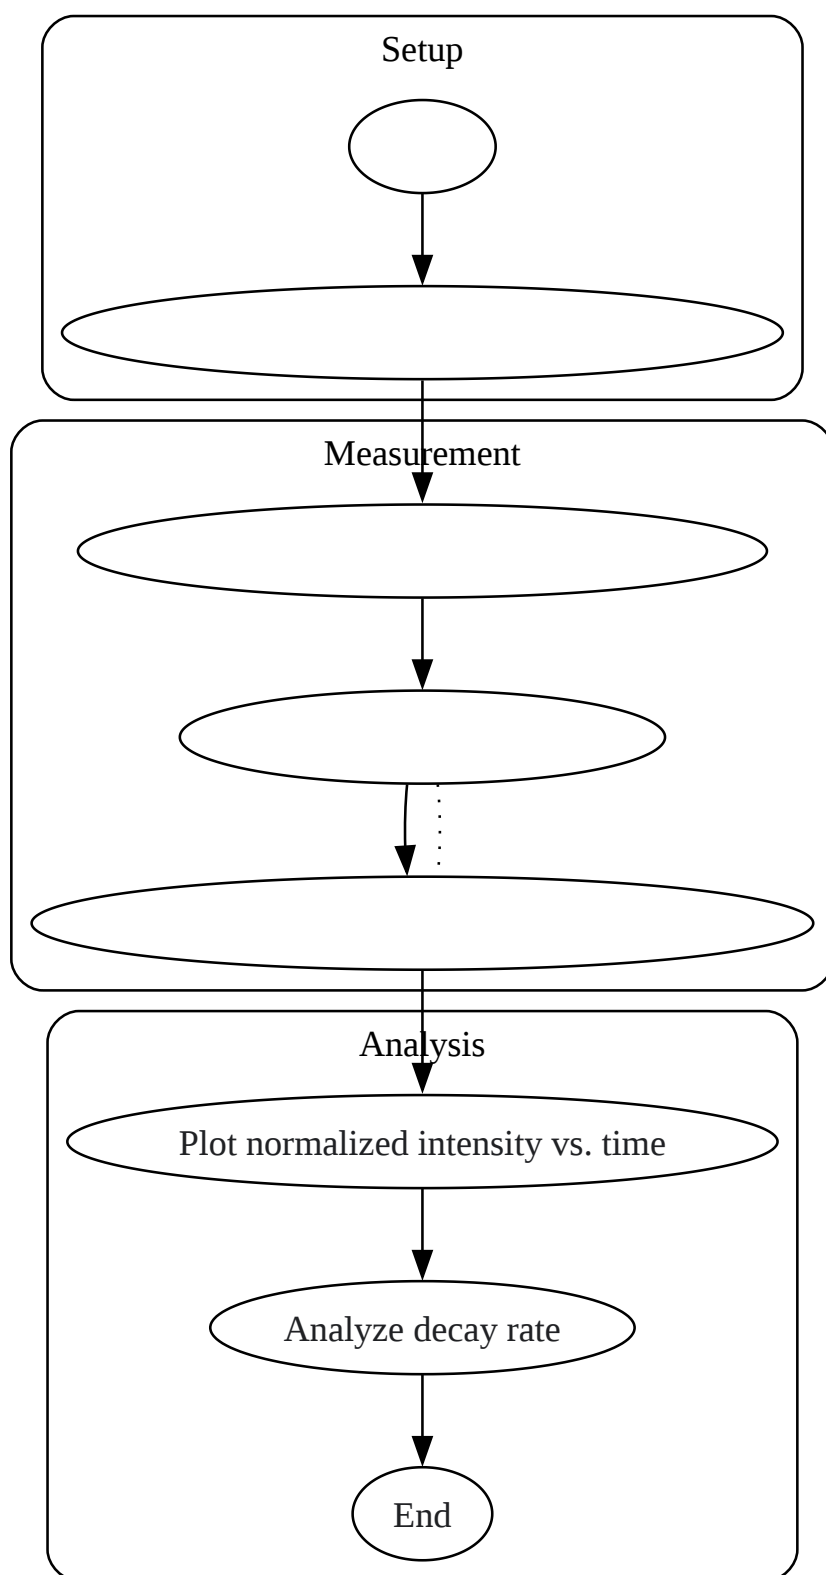 Setup
Measurement
Analysis
Plot normalized intensity vs. time
Analyze decay rate
End